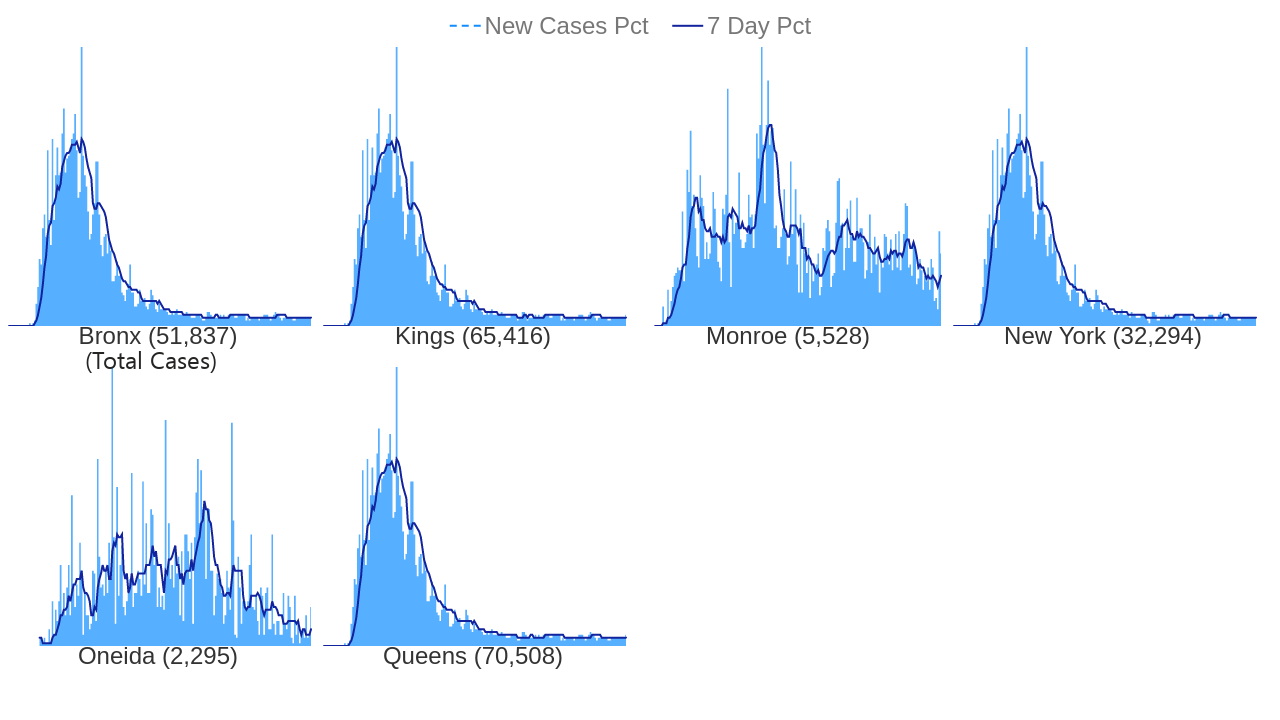 New Cases Pct 7 Day Pct
Bronx (51,837)
(Total Cases)
Kings (65,416)
Monroe (5,528)
New York (32,294)
Oneida (2,295)
Queens (70,508)